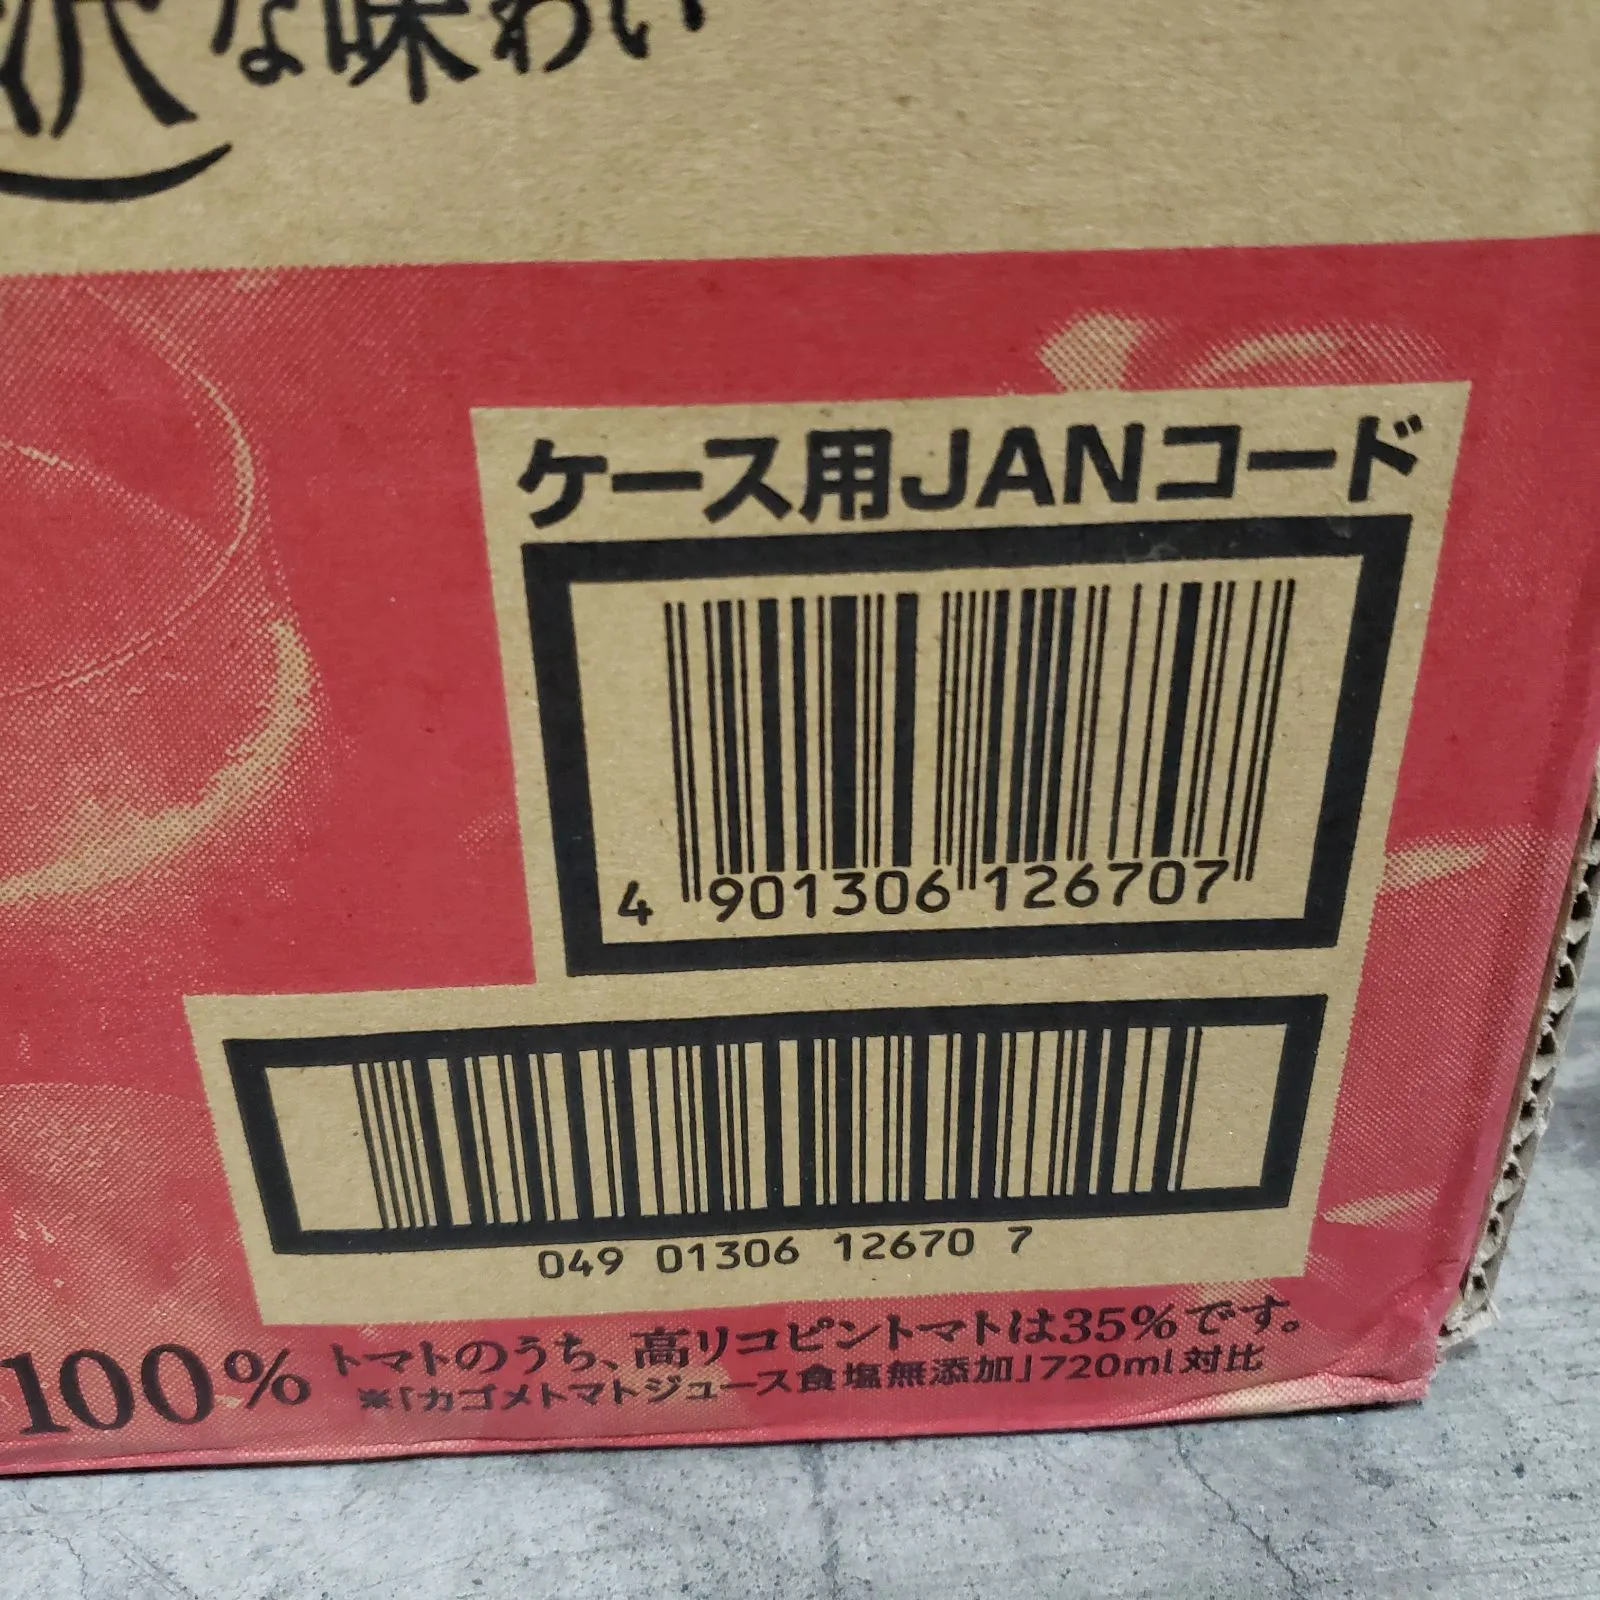 沢な味わい
ケース用JANコード
4 901306 126707
049 01306 12670 7
100% トマトのうち、高リコピントマトは35%です。
※「カゴメトマトジュース食塩無添加」720ml対比